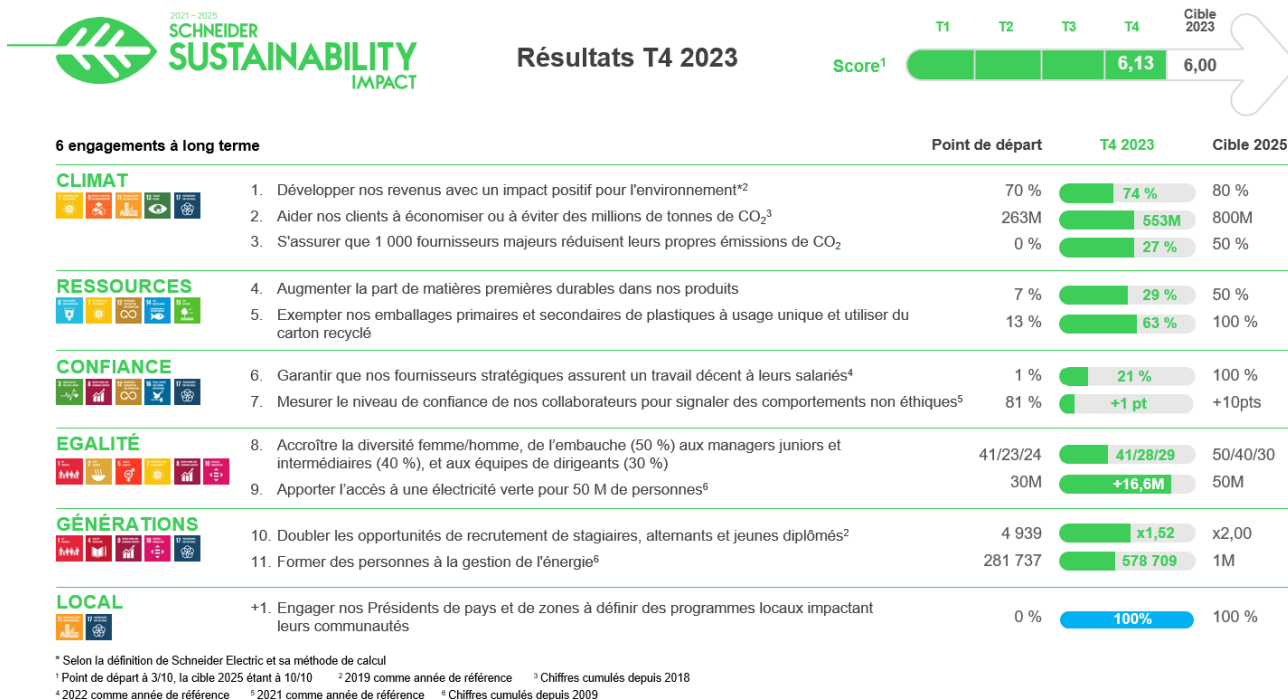 2021–2025
SCHNEIDER
SUSTAINABILITY
IMPACT
Résultats T4 2023
T1 T2 T3 T4 Cible 2023
Score¹ 6,13 6,00
6 engagements à long terme Point de départ T4 2023 Cible 2025
CLIMAT
1. Développer nos revenus avec un impact positif pour l'environnement*² 70 % 74 % 80 %
2. Aider nos clients à économiser ou à éviter des millions de tonnes de CO₂³ 263M 553M 800M
3. S'assurer que 1 000 fournisseurs majeurs réduisent leurs propres émissions de CO₂ 0 % 27 % 50 %
RESSOURCES
4. Augmenter la part de matières premières durables dans nos produits 7 % 29 % 50 %
5. Exempter nos emballages primaires et secondaires de plastiques à usage unique et utiliser du
carton recyclé 13 % 63 % 100 %
CONFIANCE
6. Garantir que nos fournisseurs stratégiques assurent un travail décent à leurs salariés⁴ 1 % 21 % 100 %
7. Mesurer le niveau de confiance de nos collaborateurs pour signaler des comportements non éthiques⁵ 81 % +1 pt +10pts
EGALITÉ
8. Accroître la diversité femme/homme, de l'embauche (50 %) aux managers juniors et
intermédiaires (40 %), et aux équipes de dirigeants (30 %) 41/23/24 41/28/29 50/40/30
9. Apporter l'accès à une électricité verte pour 50 M de personnes⁶ 30M +16,6M 50M
GÉNÉRATIONS
10. Doubler les opportunités de recrutement de stagiaires, alternants et jeunes diplômés² 4 939 x1,52 x2,00
11. Former des personnes à la gestion de l'énergie⁶ 281 737 578 709 1M
LOCAL
+1. Engager nos Présidents de pays et de zones à définir des programmes locaux impactant
leurs communautés 0 % 100% 100 %
* Selon la définition de Schneider Electric et sa méthode de calcul
¹ Point de départ à 3/10, la cible 2025 étant à 10/10 ² 2019 comme année de référence ³ Chiffres cumulés depuis 2018
⁴ 2022 comme année de référence ⁵ 2021 comme année de référence ⁶ Chiffres cumulés depuis 2009